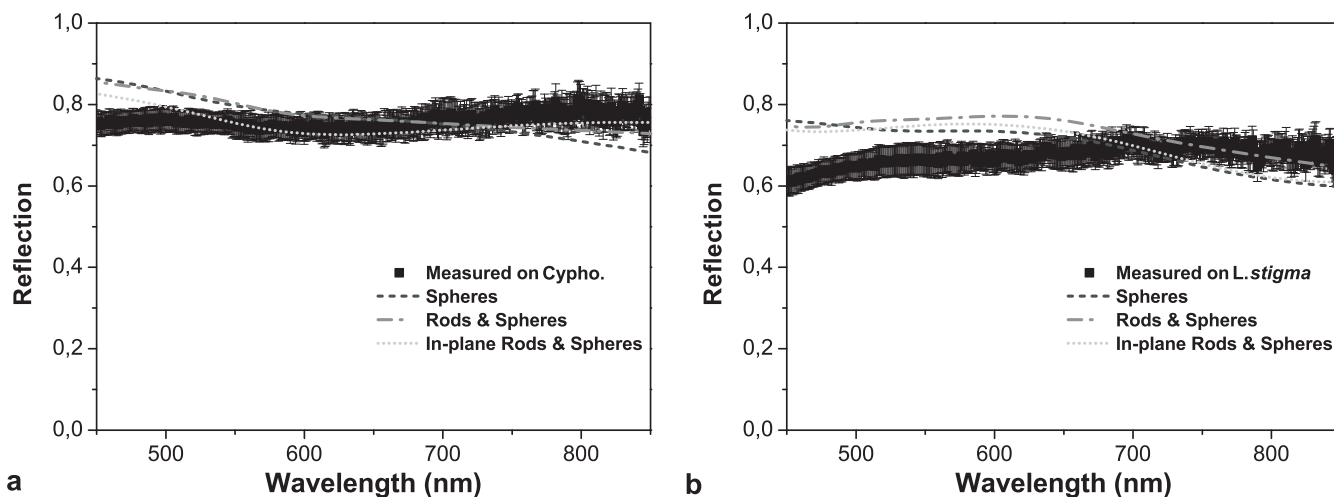 1,0
0,8
0,6
0,4
0,2
0,0
Reflection
Measured on Cypho.
Spheres
Rods & Spheres
In-plane Rods & Spheres
500 600 700 800
Wavelength (nm)
a
1,0
0,8
0,6
0,4
0,2
0,0
Reflection
Measured on L.stigma
Spheres
Rods & Spheres
In-plane Rods & Spheres
500 600 700 800
Wavelength (nm)
b